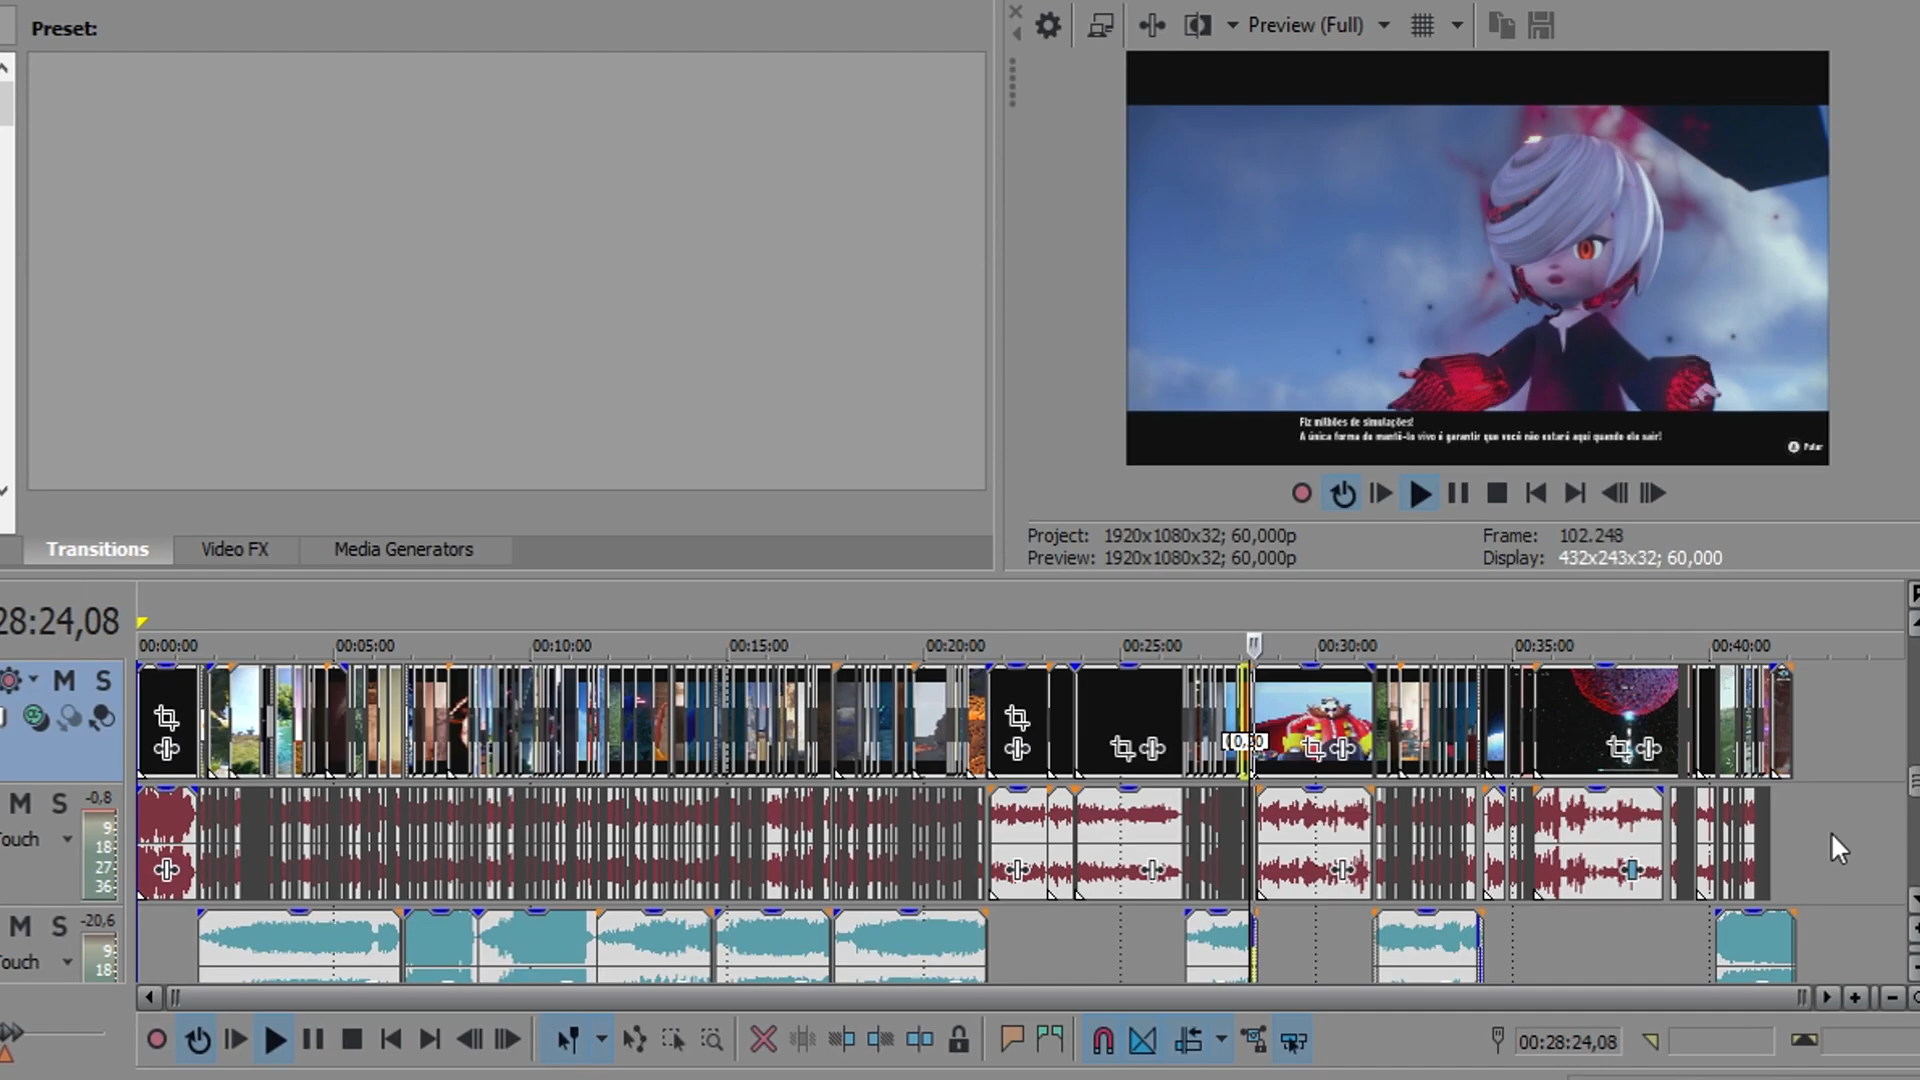 Preset:
Preview (Full)
Fiz milhões de simulações!
A única forma de mantê-lo vivo é garantir que você não estará aqui quando ele sair!
Pular
Project: 1920x1080x32; 60,000p
Frame: 102.248
Preview: 1920x1080x32; 60,000p
Display: 432x243x32; 60,000
Transitions
Video FX
Media Generators
28:24,08
00:00:00
00:05:00
00:10:00
00:15:00
00:20:00
00:25:00
00:30:00
00:35:00
00:40:00
M S
M S -0,8
9
18
27
36
ouch
M S -20,6
9
18
ouch
00:28:24,08